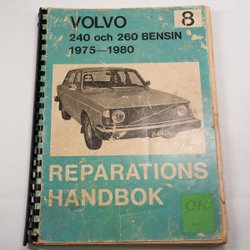 VOLVO
8
240 och 260 BENSIN
1975—1980
REPARATIONS
HANDBOK
OK